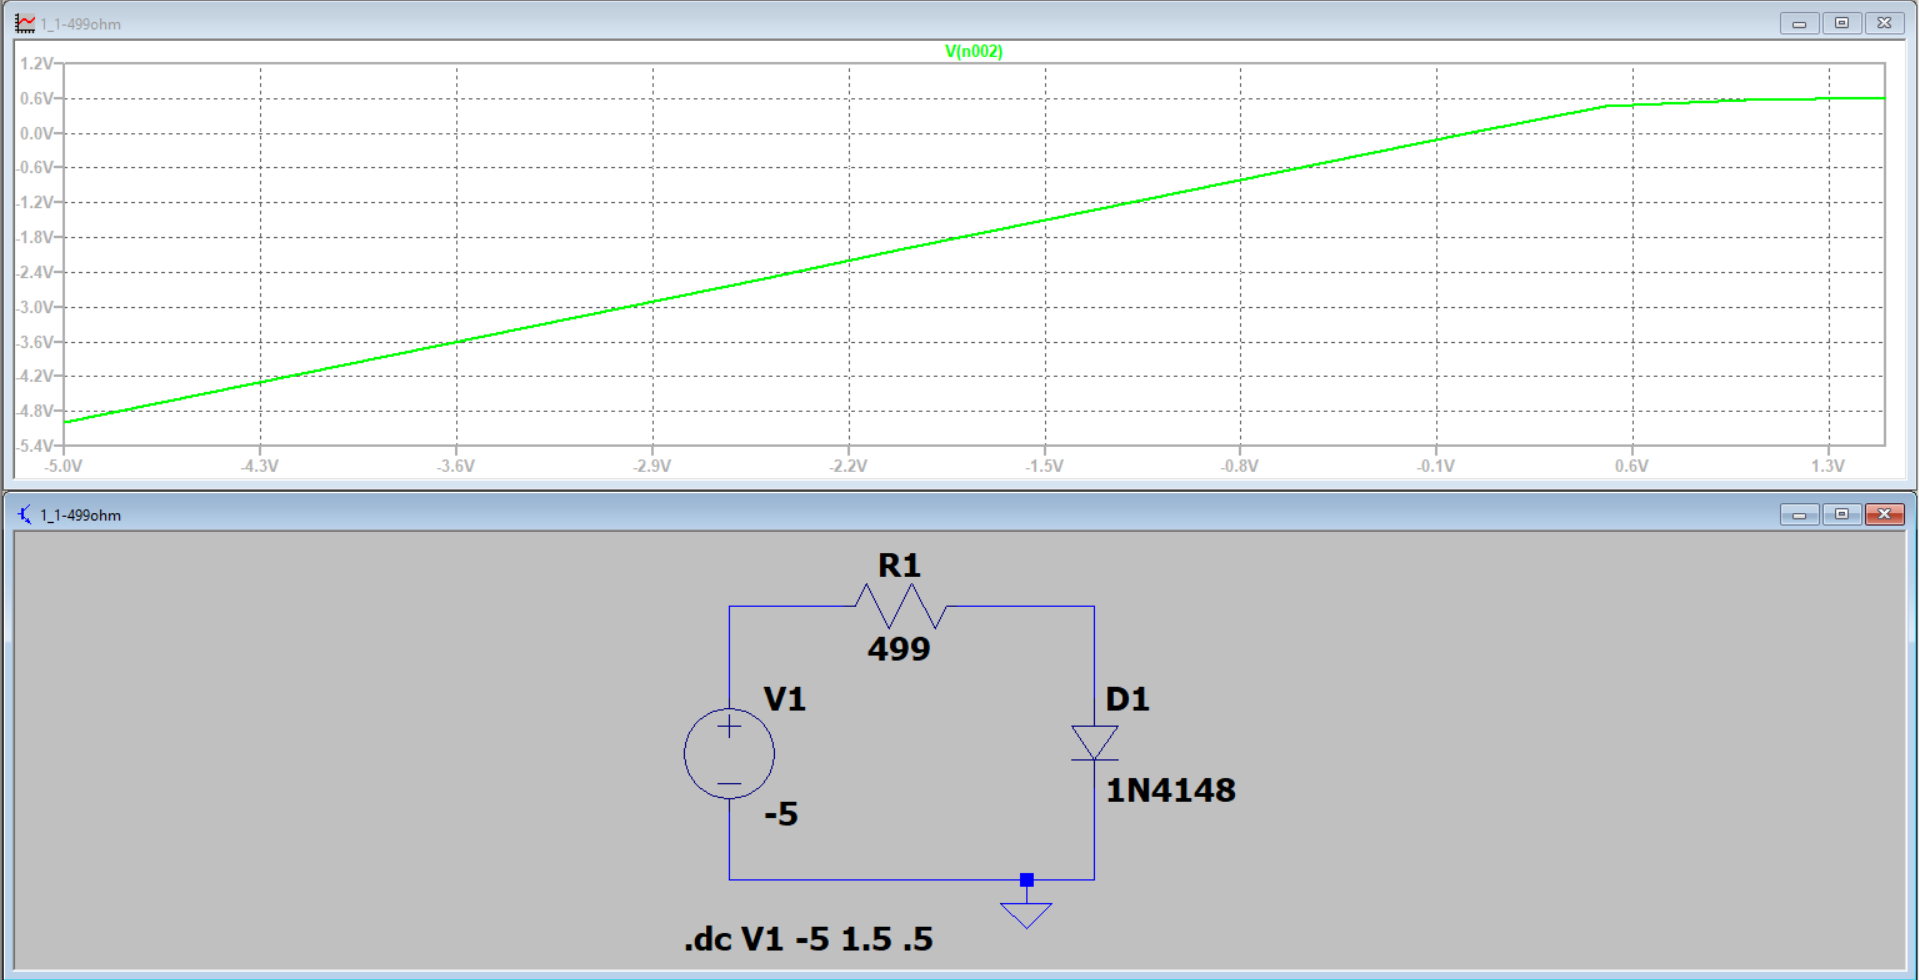 1_1-499ohm
V(n002)
1.2V
0.6V
0.0V
-0.6V
-1.2V
-1.8V
-2.4V
-3.0V
-3.6V
-4.2V
-4.8V
-5.4V
-5.0V -4.3V -3.6V -2.9V -2.2V -1.5V -0.8V -0.1V 0.6V 1.3V
1_1-499ohm
R1
499
V1
D1
-5
1N4148
.dc V1 -5 1.5 .5